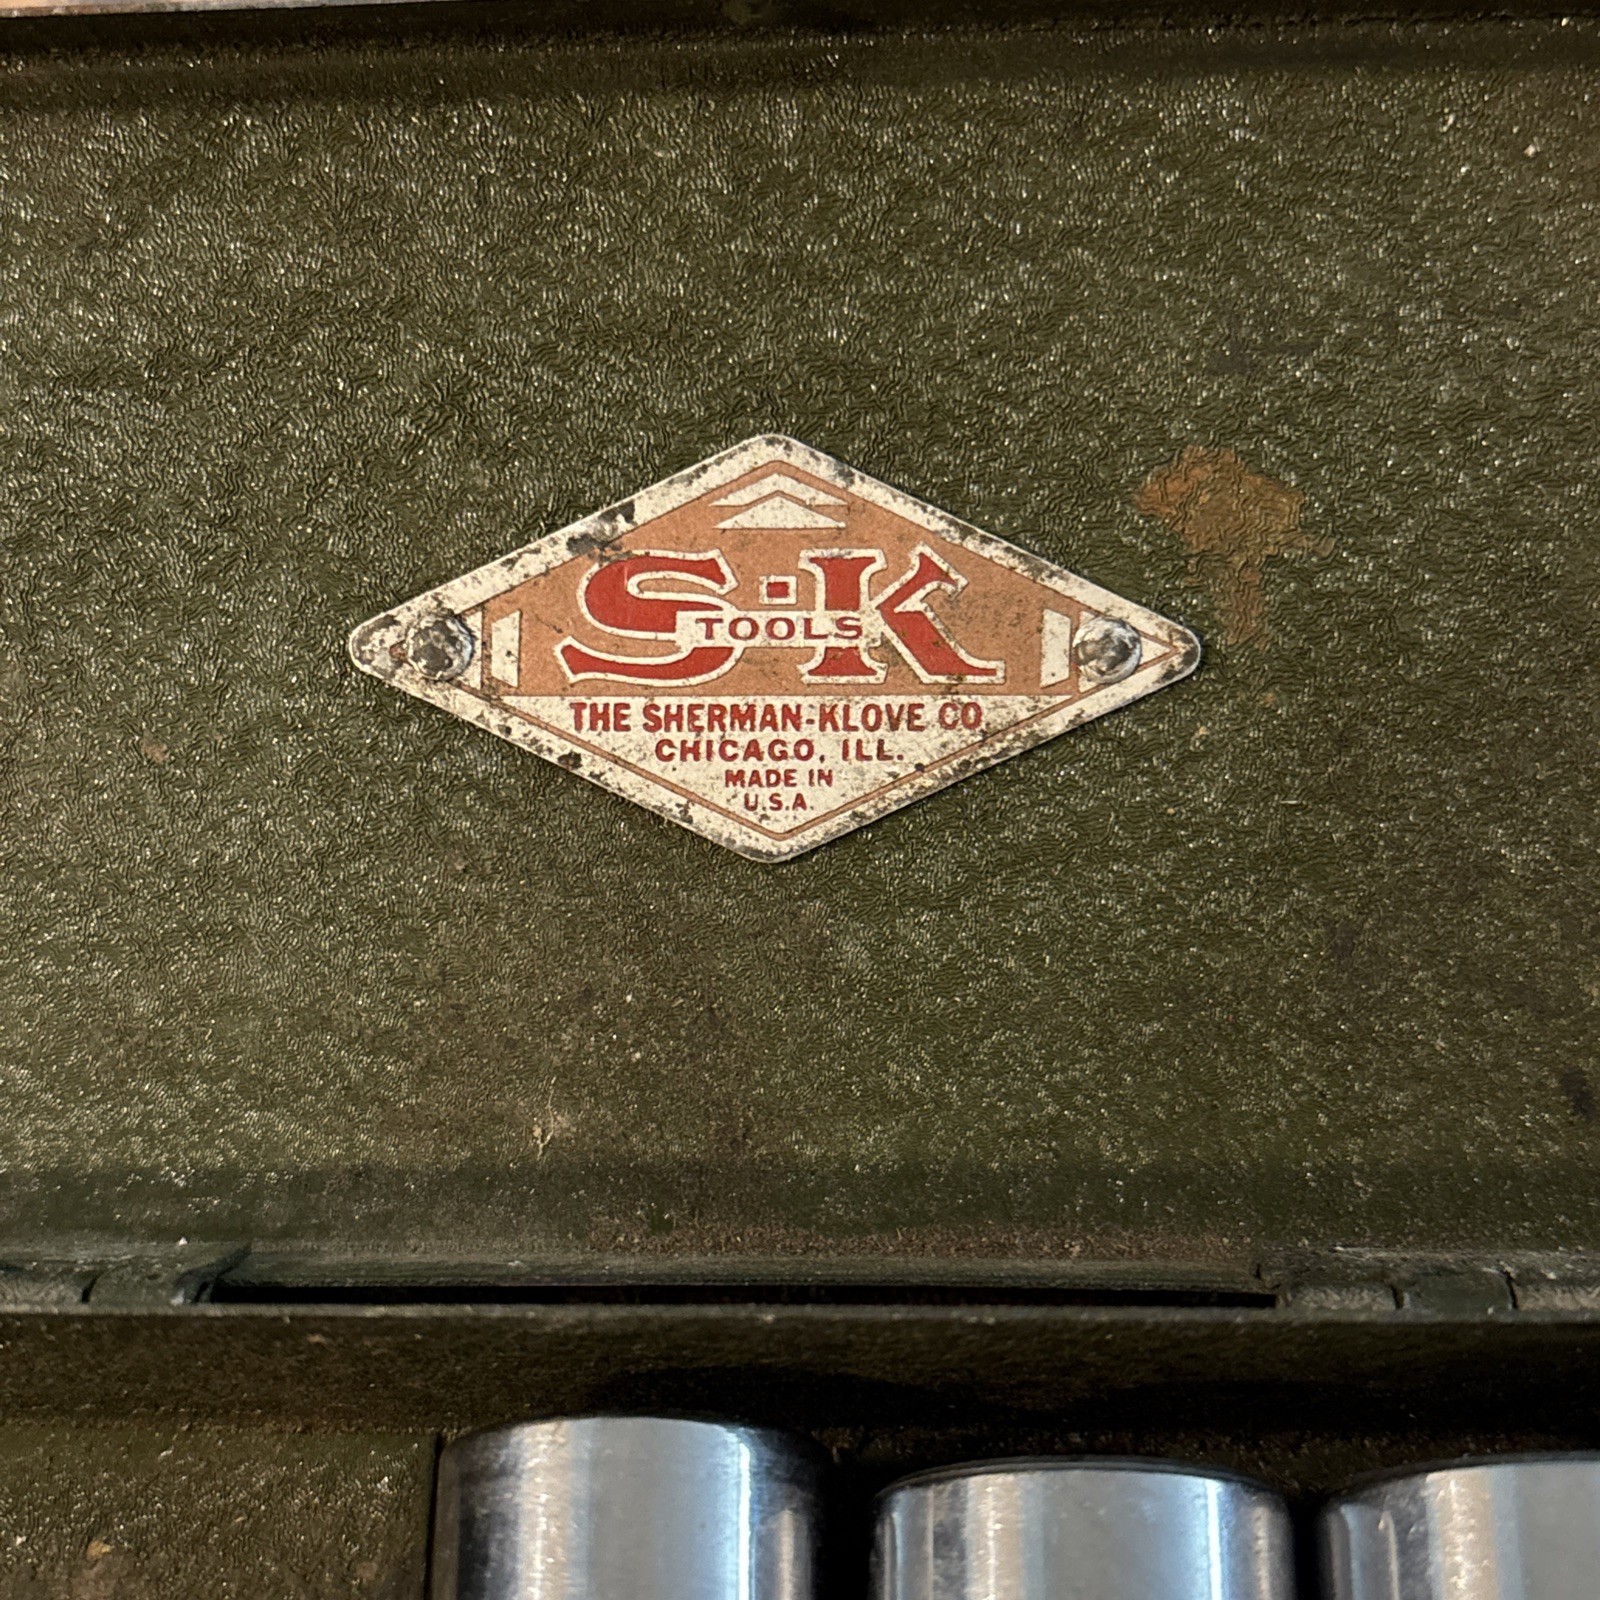 S-K
TOOLS
THE SHERMAN-KLOVE CO
CHICAGO, ILL.
MADE IN
U.S.A.